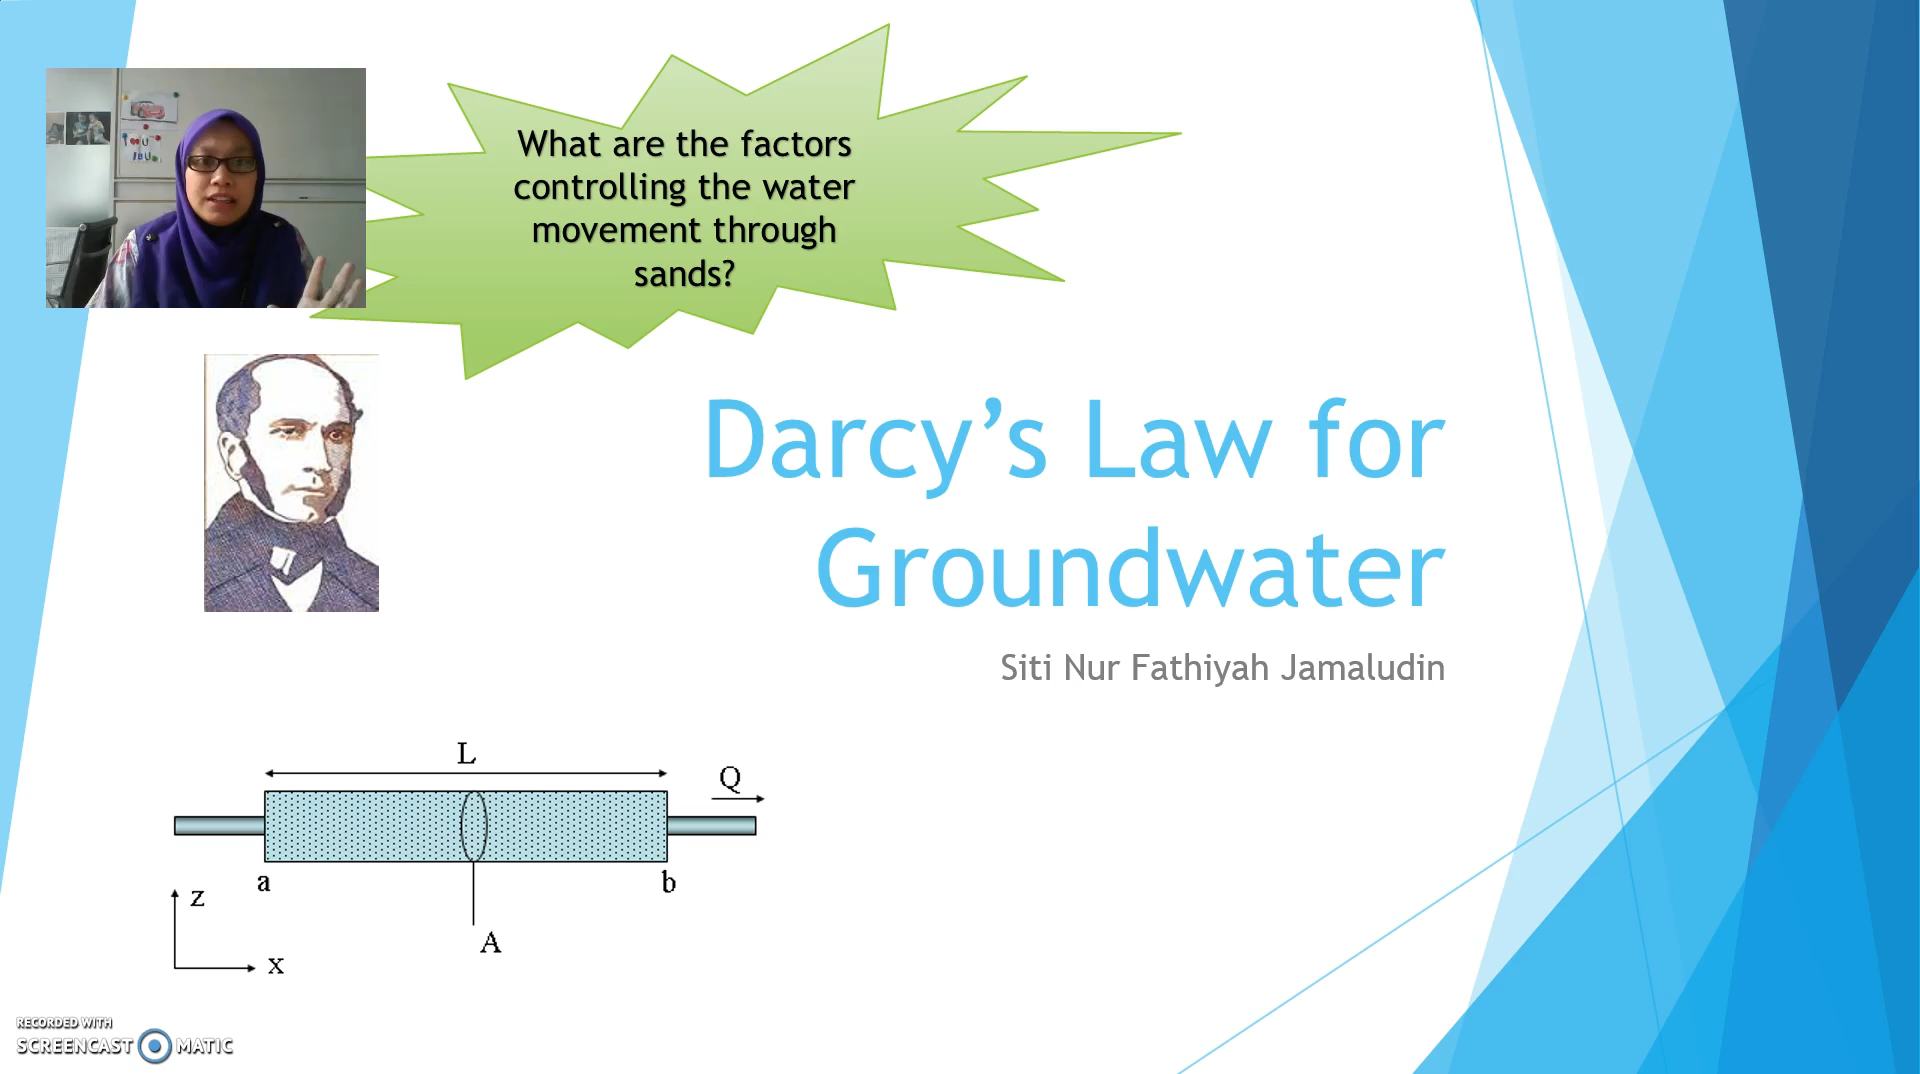 What are the factors
controlling the water
movement through
sands?
Darcy’s Law for
Groundwater
Siti Nur Fathiyah Jamaludin
L
Q
a
b
z
A
x
RECORDED WITH
SCREENCAST MATIC